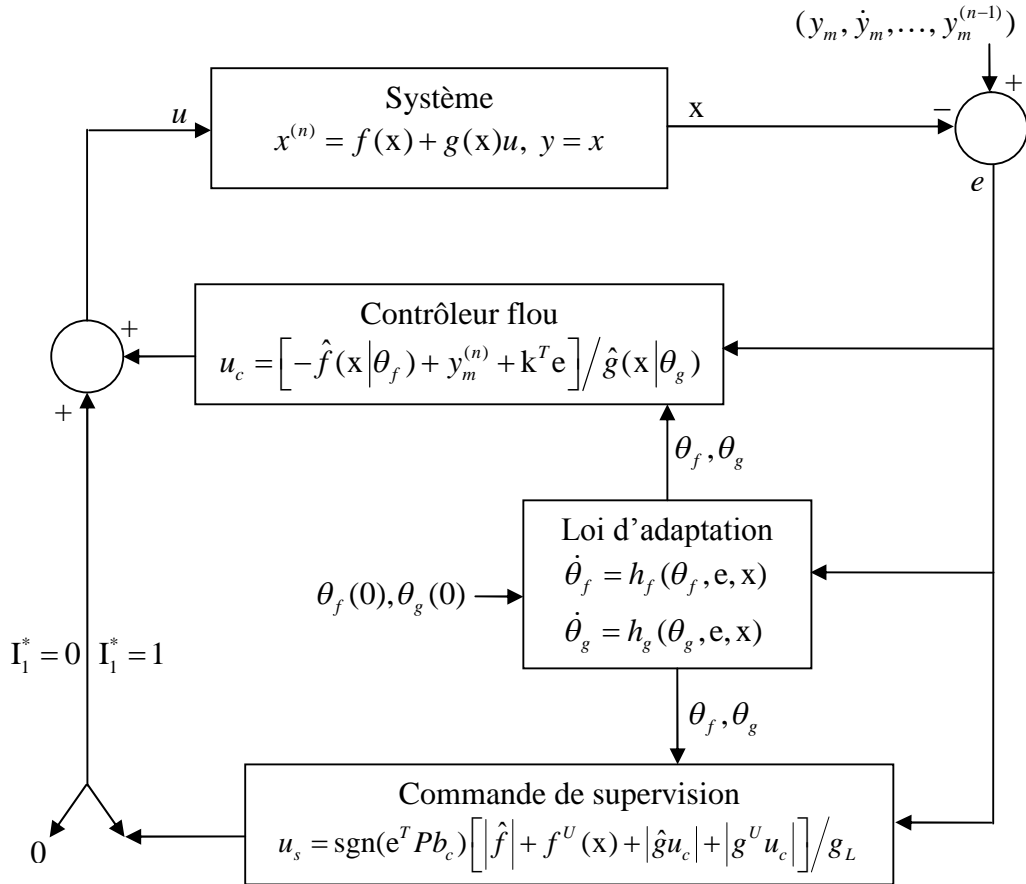 (y_m, ẏ_m, …, y_m^{(n-1)})
Système
x^{(n)} = f(x) + g(x)u, y = x
u
x
−
+
e
Contrôleur flou
u_c = [−f̂(x|θ_f) + y_m^{(n)} + k^T e] / ĝ(x|θ_g)
+
+
θ_f, θ_g
Loi d’adaptation
θ̇_f = h_f(θ_f, e, x)
θ̇_g = h_g(θ_g, e, x)
θ_f(0), θ_g(0)
I_1^* = 0
I_1^* = 1
θ_f, θ_g
Commande de supervision
u_s = sgn(e^T Pb_c)[|f̂| + f^U(x) + |ĝu_c| + |g^U u_c|] / g_L
0